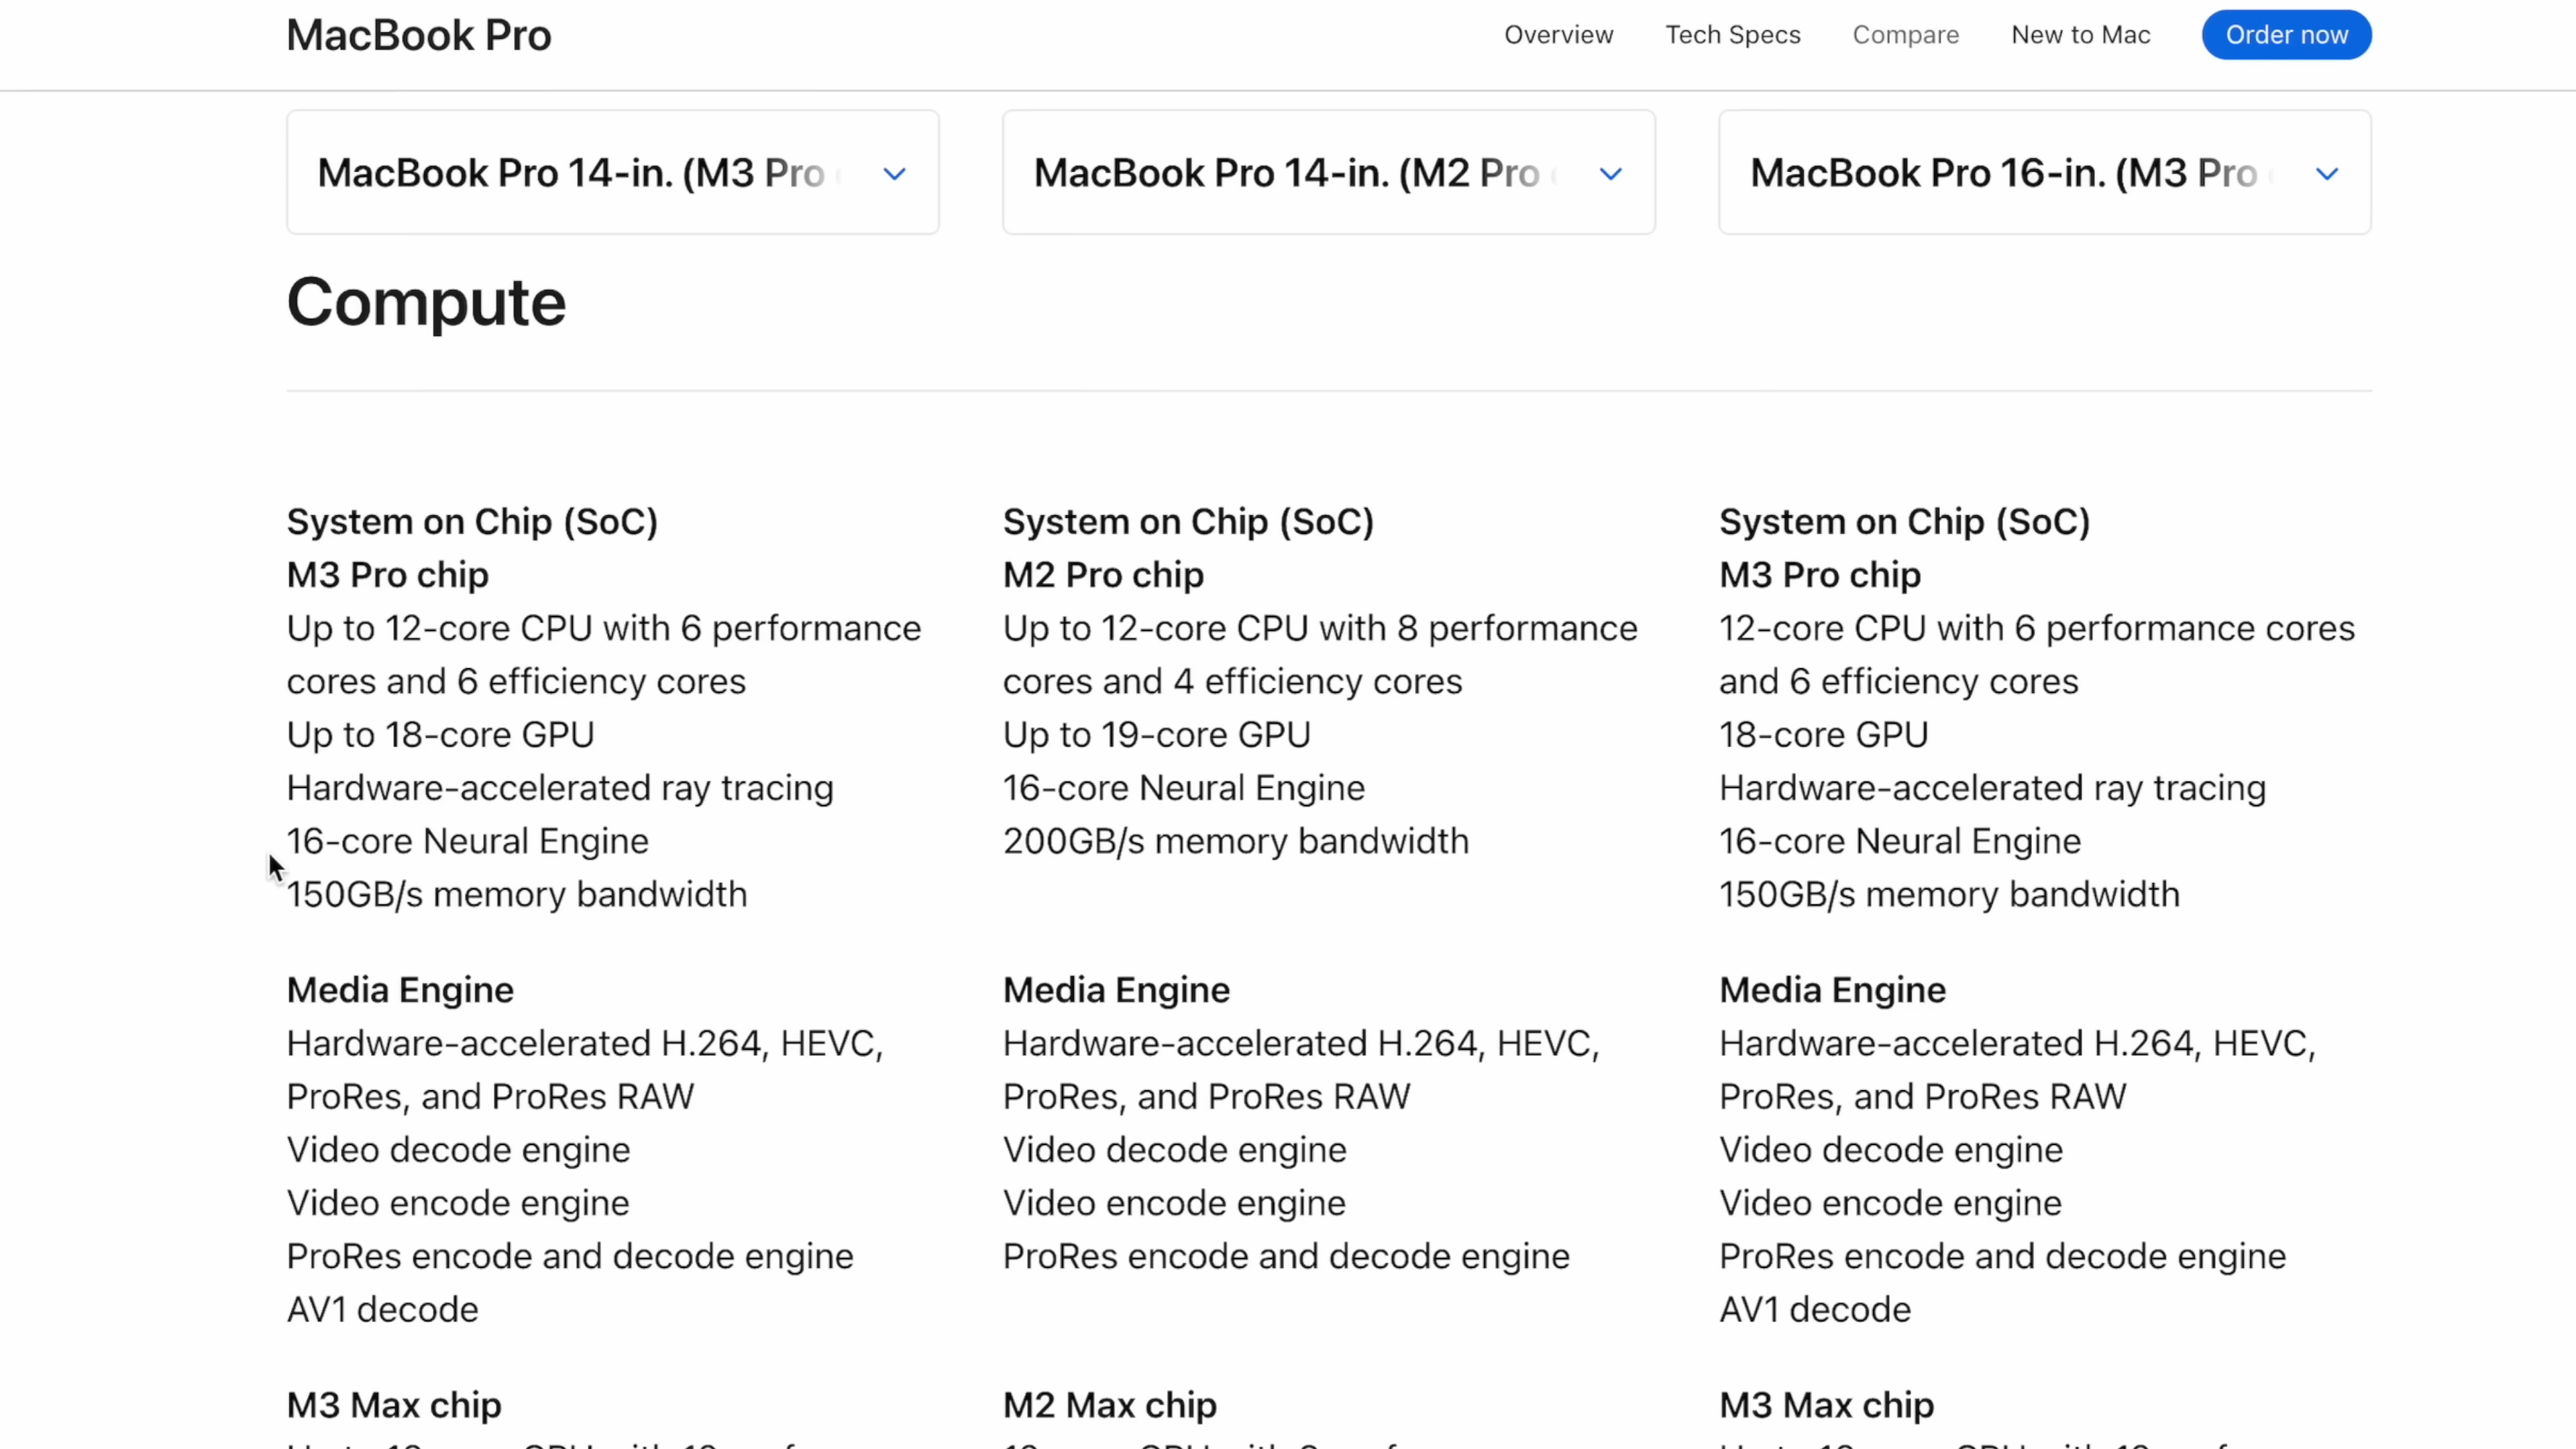 MacBook Pro
Overview Tech Specs Compare New to Mac Order now
MacBook Pro 14-in. (M3 Pro
MacBook Pro 14-in. (M2 Pro
MacBook Pro 16-in. (M3 Pro
Compute
System on Chip (SoC)
M3 Pro chip
Up to 12-core CPU with 6 performance
cores and 6 efficiency cores
Up to 18-core GPU
Hardware-accelerated ray tracing
16-core Neural Engine
150GB/s memory bandwidth
Media Engine
Hardware-accelerated H.264, HEVC,
ProRes, and ProRes RAW
Video decode engine
Video encode engine
ProRes encode and decode engine
AV1 decode
M3 Max chip
System on Chip (SoC)
M2 Pro chip
Up to 12-core CPU with 8 performance
cores and 4 efficiency cores
Up to 19-core GPU
16-core Neural Engine
200GB/s memory bandwidth
Media Engine
Hardware-accelerated H.264, HEVC,
ProRes, and ProRes RAW
Video decode engine
Video encode engine
ProRes encode and decode engine
M2 Max chip
System on Chip (SoC)
M3 Pro chip
12-core CPU with 6 performance cores
and 6 efficiency cores
18-core GPU
Hardware-accelerated ray tracing
16-core Neural Engine
150GB/s memory bandwidth
Media Engine
Hardware-accelerated H.264, HEVC,
ProRes, and ProRes RAW
Video decode engine
Video encode engine
ProRes encode and decode engine
AV1 decode
M3 Max chip